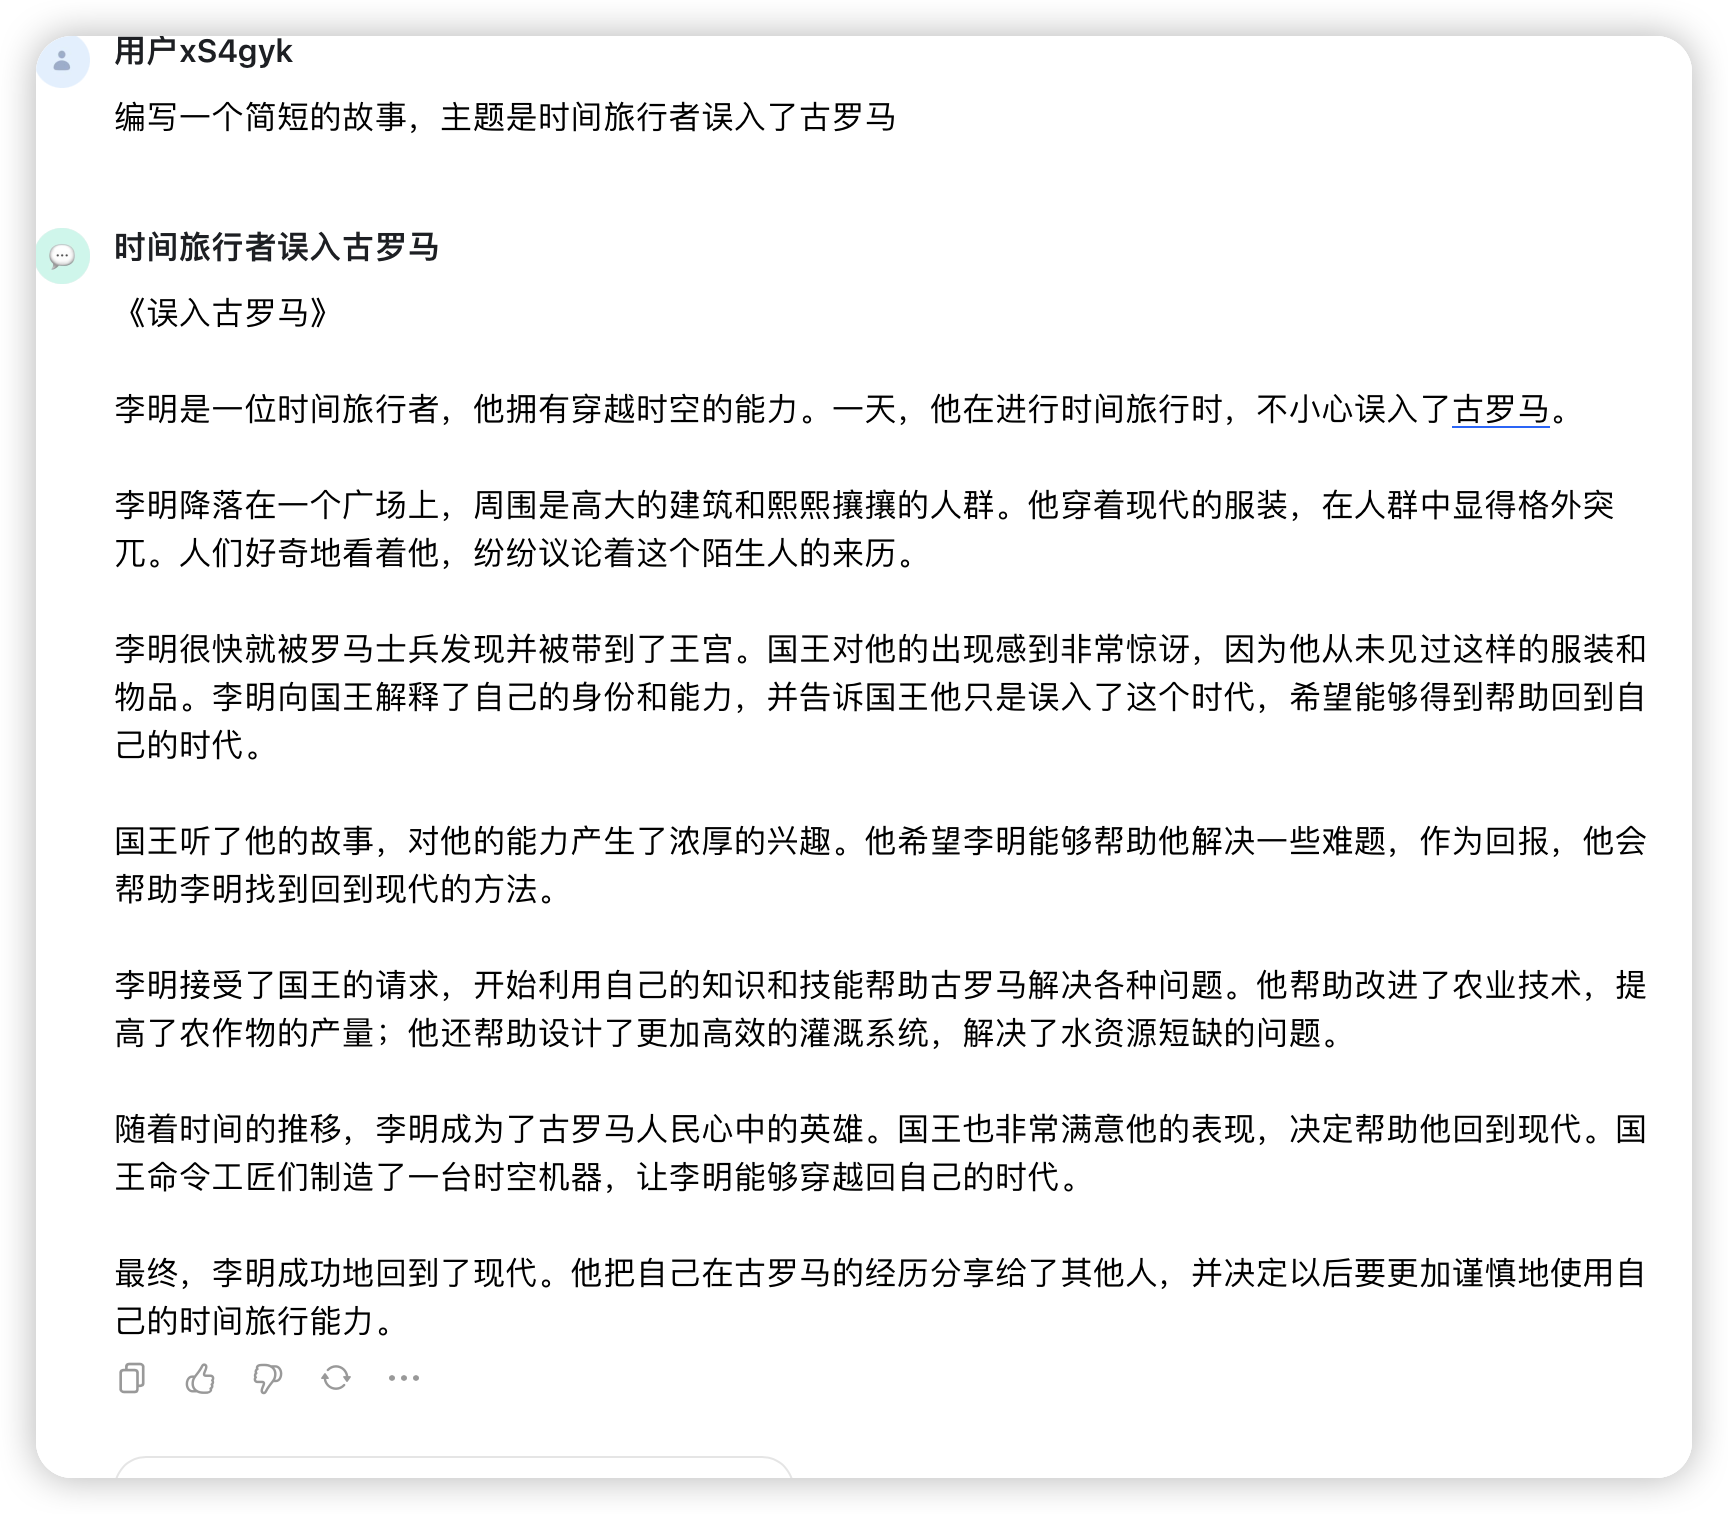 用户xS4gyk
编写一个简短的故事，主题是时间旅行者误入了古罗马
时间旅行者误入古罗马
《误入古罗马》
李明是一位时间旅行者，他拥有穿越时空的能力。一天，他在进行时间旅行时，不小心误入了古罗马。
李明降落在一个广场上，周围是高大的建筑和熙熙攘攘的人群。他穿着现代的服装，在人群中显得格外突
兀。人们好奇地看着他，纷纷议论着这个陌生人的来历。
李明很快就被罗马士兵发现并被带到了王宫。国王对他的出现感到非常惊讶，因为他从未见过这样的服装和
物品。李明向国王解释了自己的身份和能力，并告诉国王他只是误入了这个时代，希望能够得到帮助回到自
己的时代。
国王听了他的故事，对他的能力产生了浓厚的兴趣。他希望李明能够帮助他解决一些难题，作为回报，他会
帮助李明找到回到现代的方法。
李明接受了国王的请求，开始利用自己的知识和技能帮助古罗马解决各种问题。他帮助改进了农业技术，提
高了农作物的产量；他还帮助设计了更加高效的灌溉系统，解决了水资源短缺的问题。
随着时间的推移，李明成为了古罗马人民心中的英雄。国王也非常满意他的表现，决定帮助他回到现代。国
王命令工匠们制造了一台时空机器，让李明能够穿越回自己的时代。
最终，李明成功地回到了现代。他把自己在古罗马的经历分享给了其他人，并决定以后要更加谨慎地使用自
己的时间旅行能力。